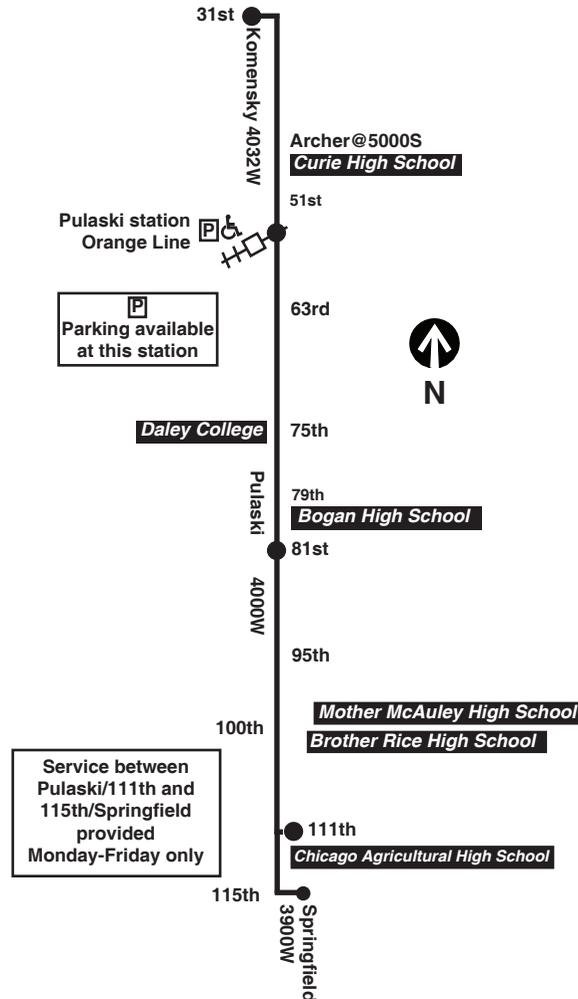 31st
Komensky 4032W
Archer@5000S
Curie High School
51st
Pulaski station
Orange Line
P
63rd
P
Parking available
at this station
N
Daley College
75th
Pulaski
79th
Bogan High School
81st
4000W
95th
Mother McAuley High School
100th
Brother Rice High School
Service between
Pulaski/111th and
115th/Springfield
provided
Monday-Friday only
111th
Chicago Agricultural High School
115th
Springfield
3900W